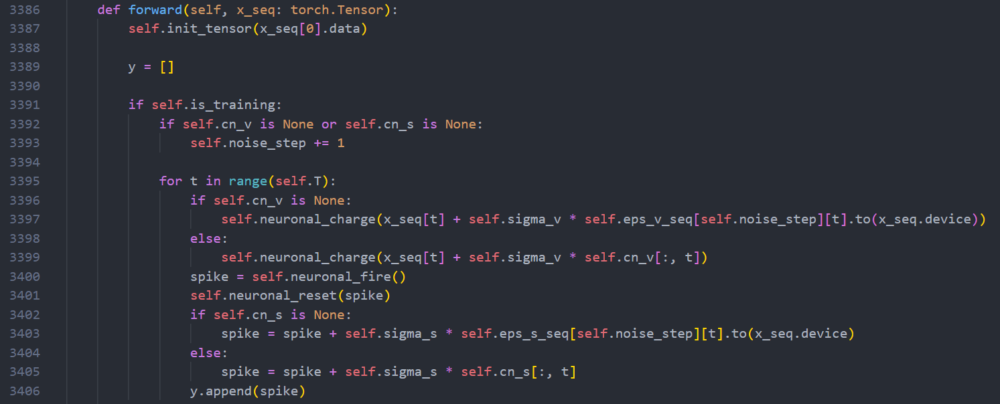 3386 def forward(self, x_seq: torch.Tensor):
3387 self.init_tensor(x_seq[0].data)
3388
3389 y = []
3390
3391 if self.is_training:
3392 if self.cn_v is None or self.cn_s is None:
3393 self.noise_step += 1
3394
3395 for t in range(self.T):
3396 if self.cn_v is None:
3397 self.neuronal_charge(x_seq[t] + self.sigma_v * self.eps_v_seq[self.noise_step][t].to(x_seq.device))
3398 else:
3399 self.neuronal_charge(x_seq[t] + self.sigma_v * self.cn_v[:, t])
3400 spike = self.neuronal_fire()
3401 self.neuronal_reset(spike)
3402 if self.cn_s is None:
3403 spike = spike + self.sigma_s * self.eps_s_seq[self.noise_step][t].to(x_seq.device)
3404 else:
3405 spike = spike + self.sigma_s * self.cn_s[:, t]
3406 y.append(spike)